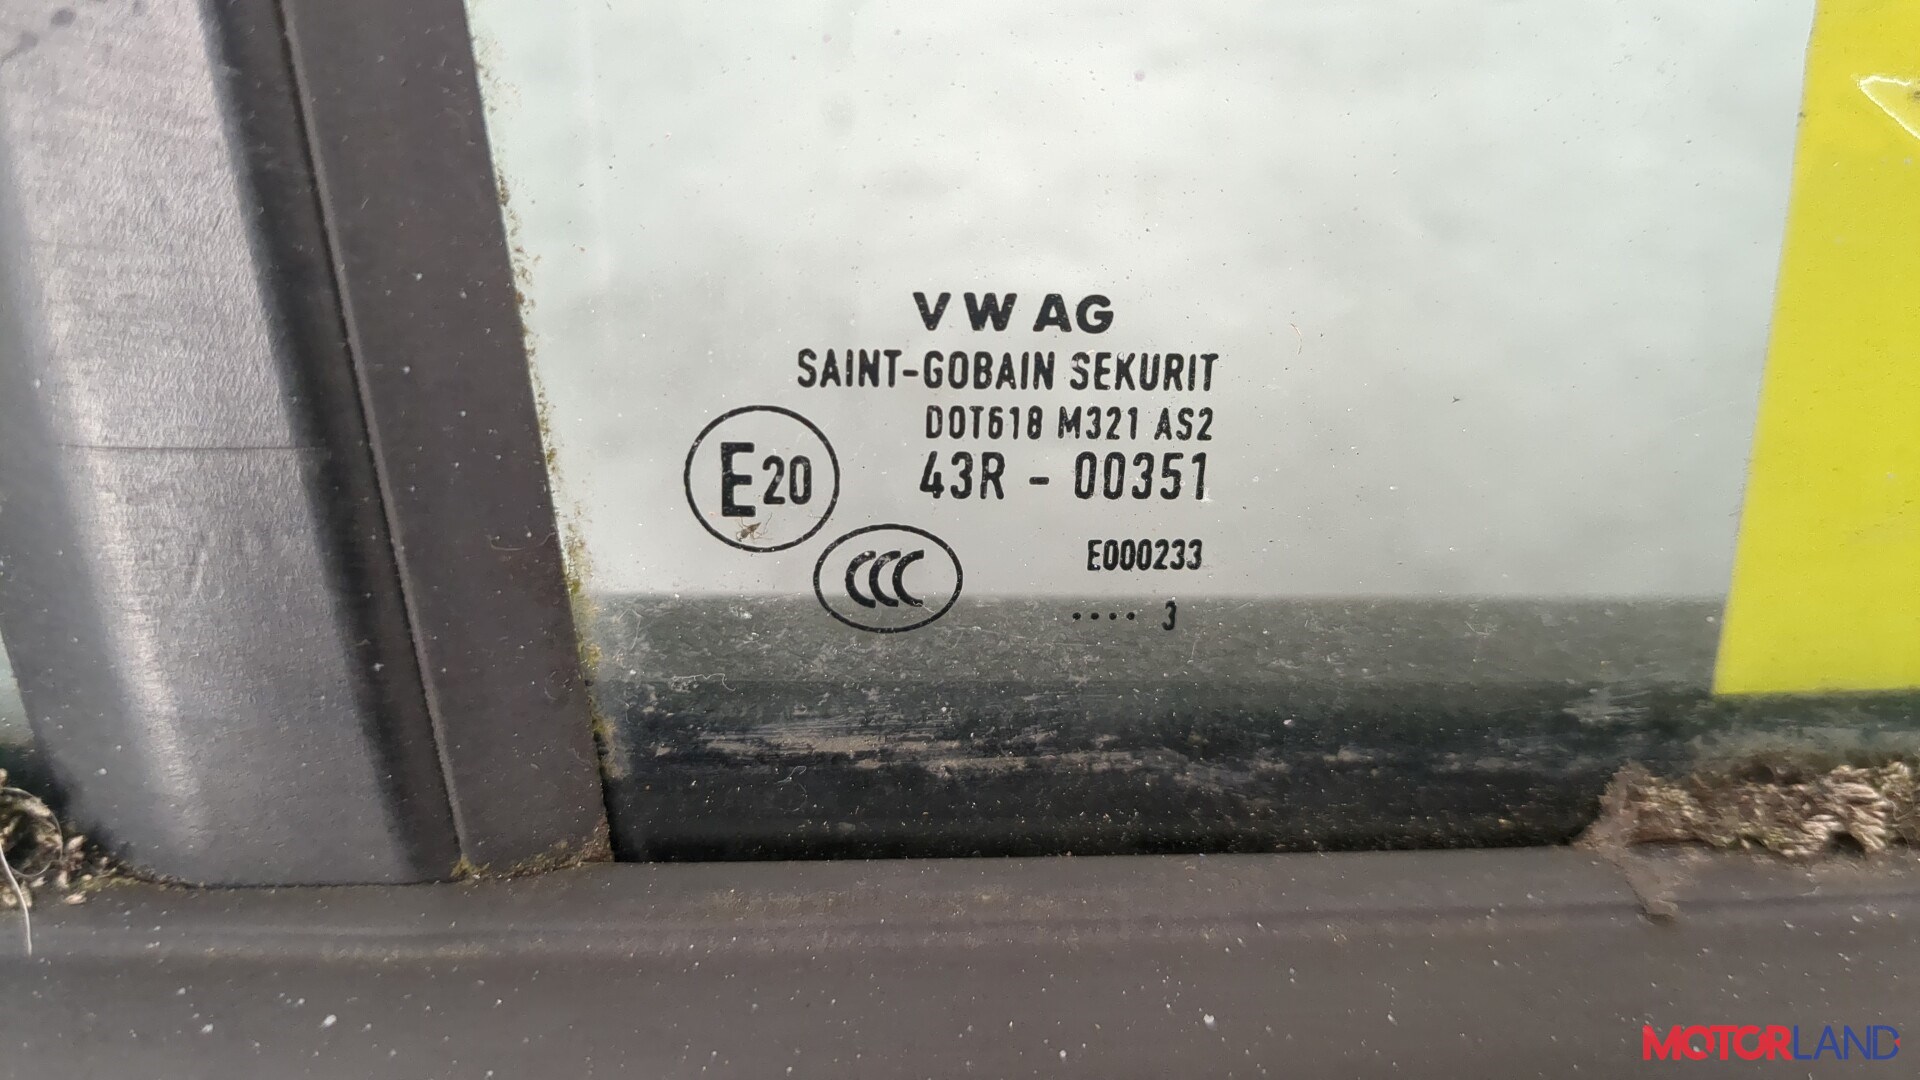 VW AG
SAINT-GOBAIN SEKURIT
DOT618 M321 AS2
E20 43R - 00351
CCC
E000233
.... 3
MOTORLAND